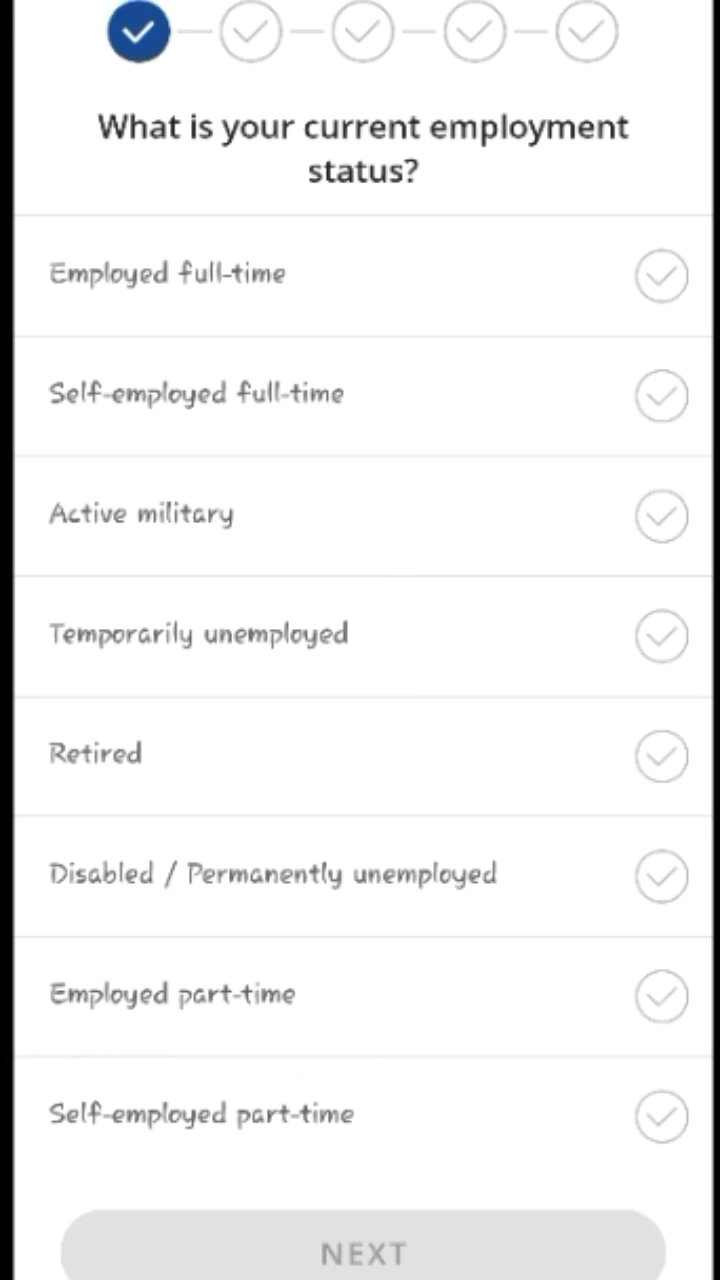 What is your current employment
status?
Employed full-time
Self-employed full-time
Active military
Temporarily unemployed
Retired
Disabled / Permanently unemployed
Employed part-time
Self-employed part-time
NEXT